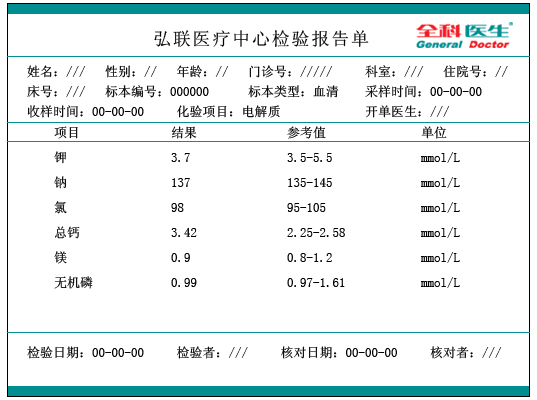 弘联医疗中心检验报告单
全科医生®
General Doctor
姓名：/// 性别：// 年龄：// 门诊号：///// 科室：/// 住院号：//
床号：/// 标本编号：000000 标本类型：血清 采样时间：00-00-00
收样时间：00-00-00 化验项目：电解质 开单医生：///
项目 结果 参考值 单位
钾 3.7 3.5-5.5 mmol/L
钠 137 135-145 mmol/L
氯 98 95-105 mmol/L
总钙 3.42 2.25-2.58 mmol/L
镁 0.9 0.8-1.2 mmol/L
无机磷 0.99 0.97-1.61 mmol/L
检验日期：00-00-00 检验者：/// 核对日期：00-00-00 核对者：///